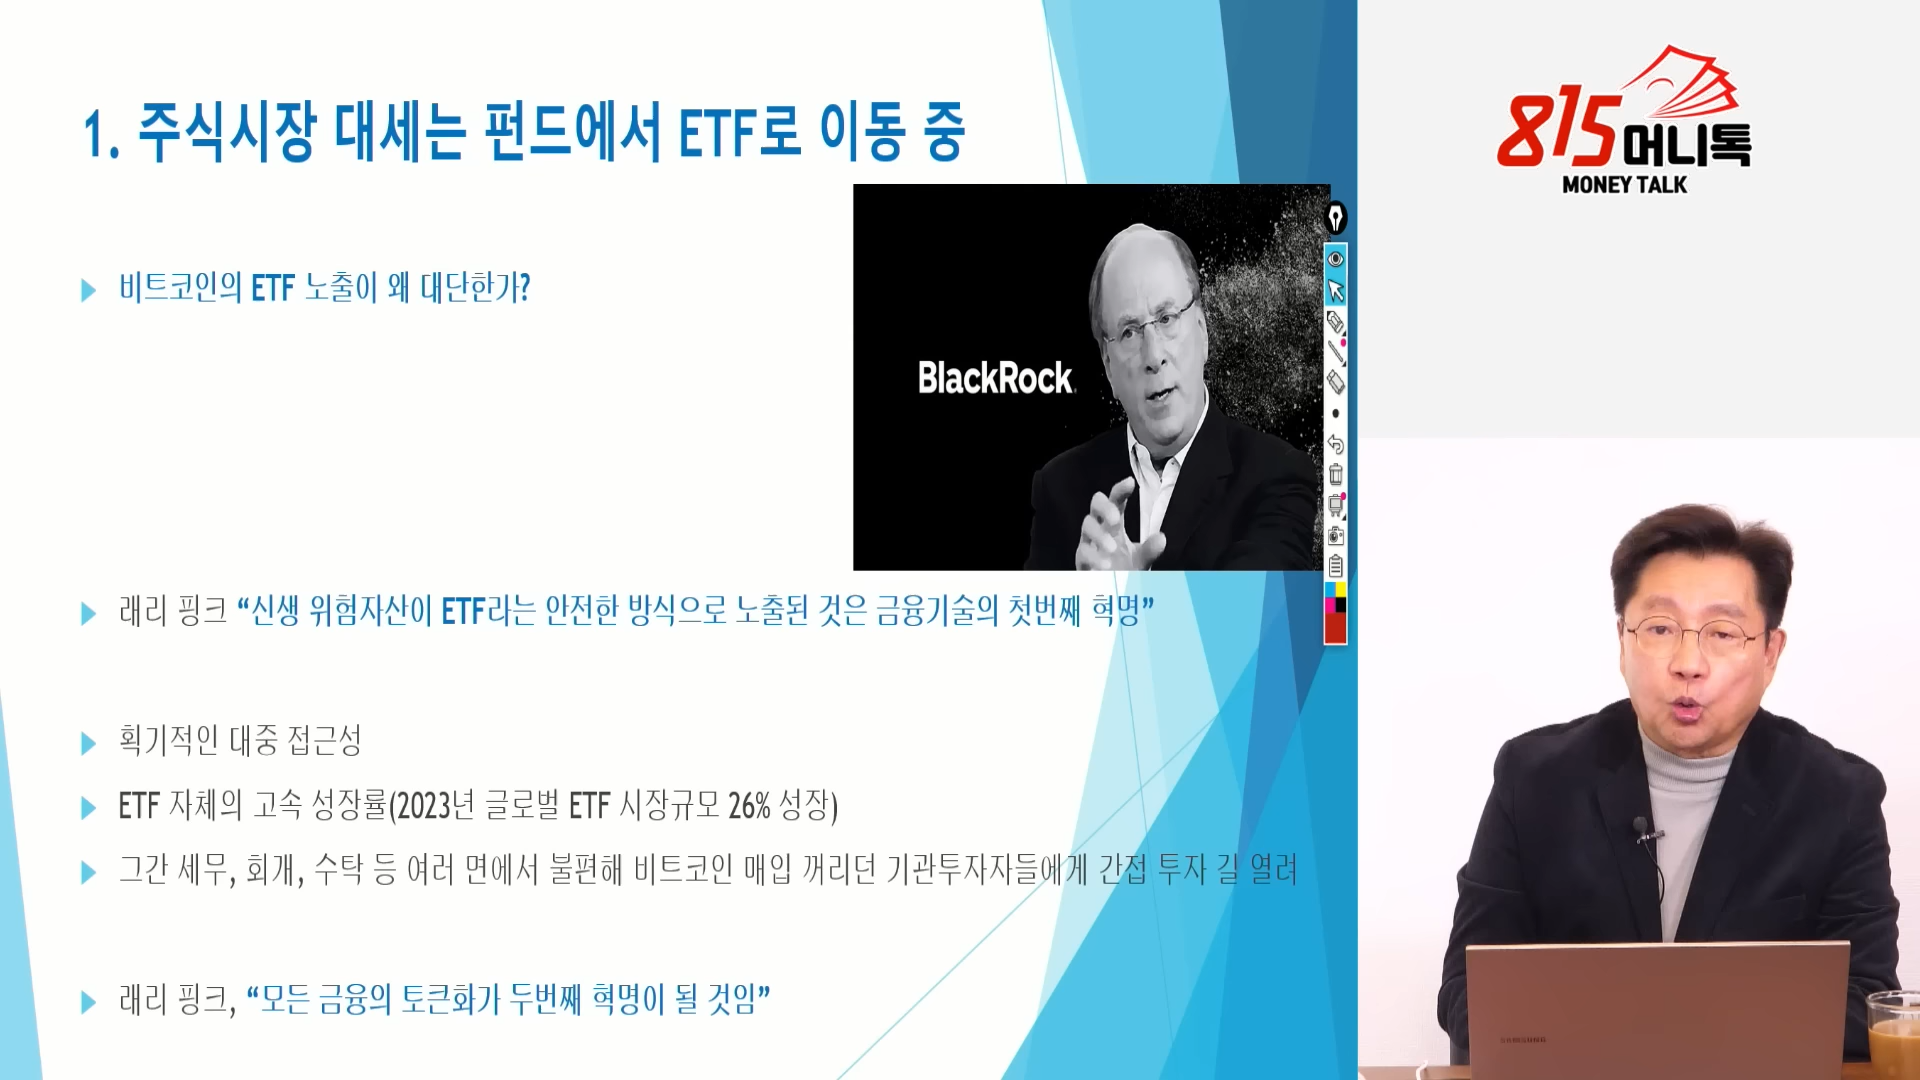 1. 주식시장 대세는 펀드에서 ETF로 이동 중
비트코인의 ETF 노출이 왜 대단한가?
BlackRock
래리 핑크 “신생 위험자산이 ETF라는 안전한 방식으로 노출된 것은 금융기술의 첫번째 혁명”
획기적인 대중 접근성
ETF 자체의 고속 성장률(2023년 글로벌 ETF 시장규모 26% 성장)
그간 세무, 회개, 수탁 등 여러 면에서 불편해 비트코인 매입 꺼리던 기관투자자들에게 간접 투자 길 열려
래리 핑크, “모든 금융의 토큰화가 두번째 혁명이 될 것임”
815머니톡
MONEY TALK
SAMSUNG